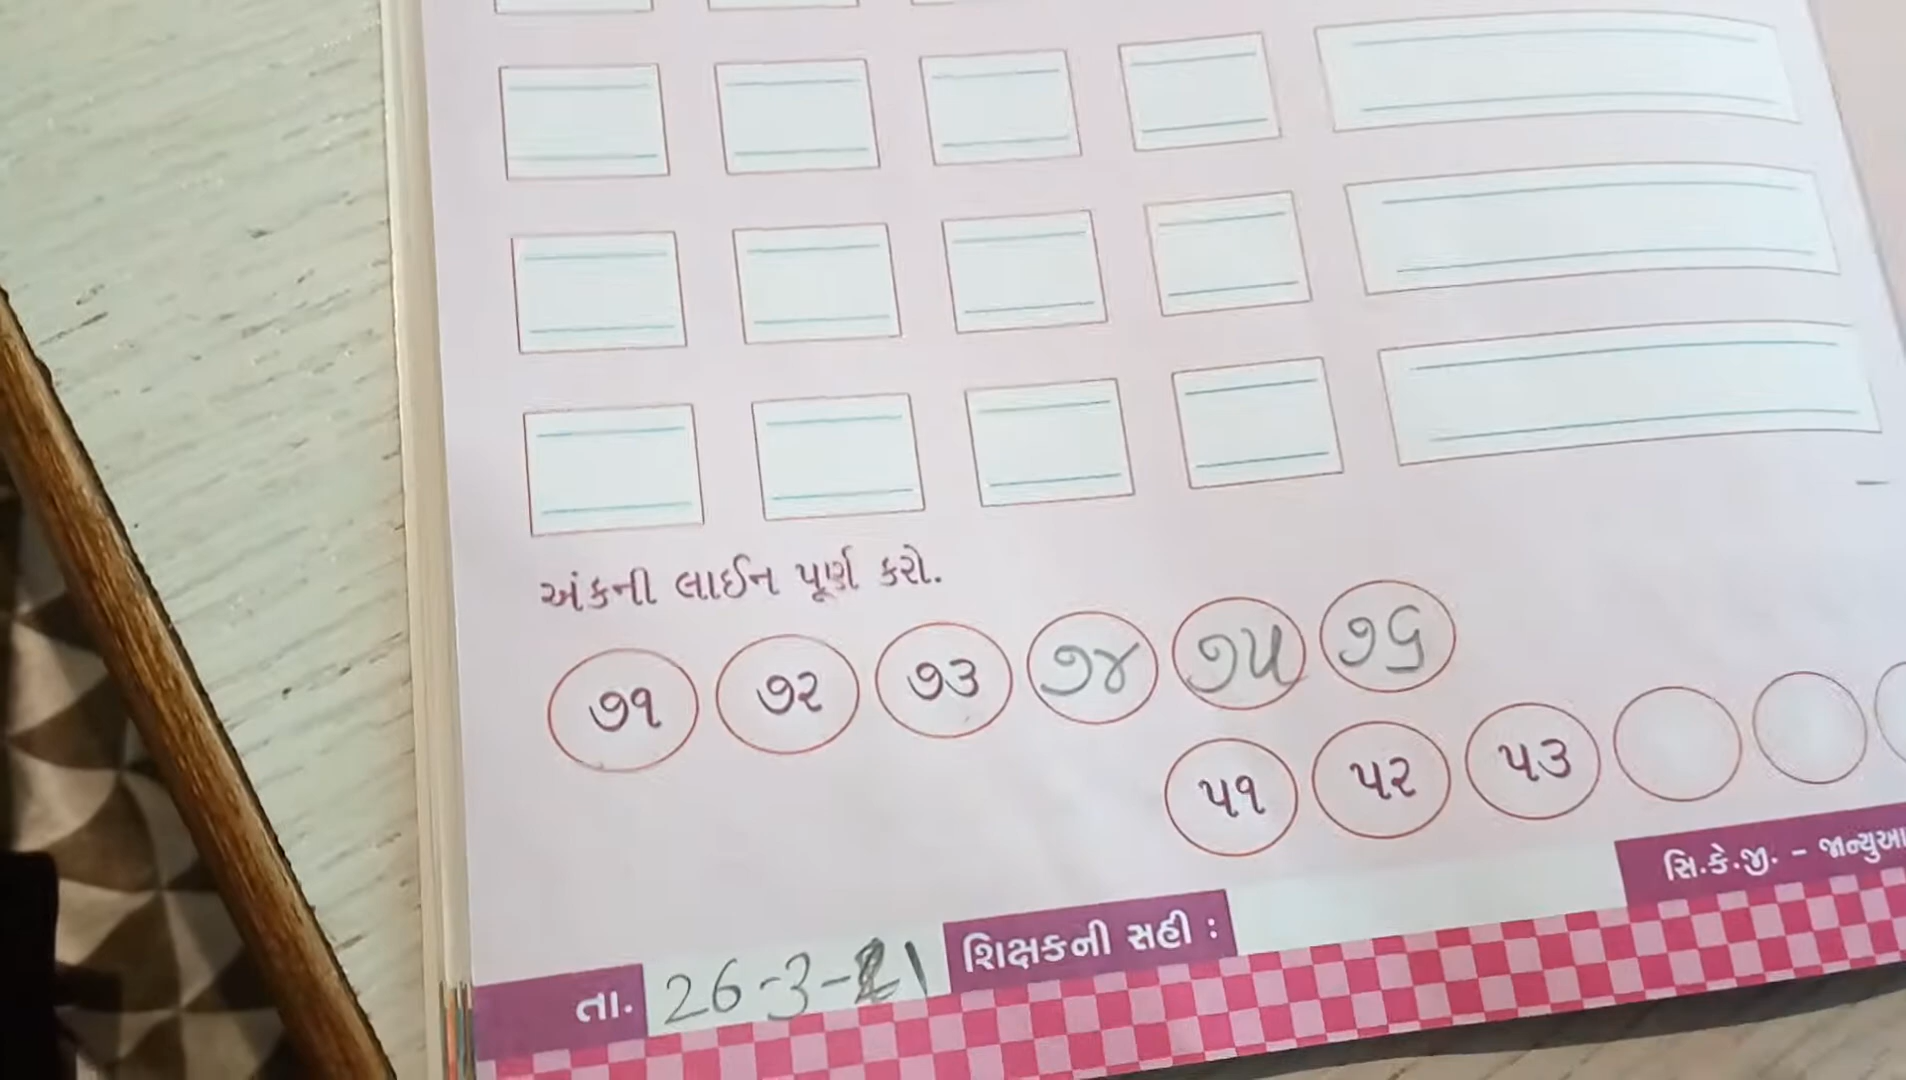 અંકની લાઈન પૂર્ણ કરો.
૭૧ ૭૨ ૭૩ ૭૪ ૭૫ ૭૬
૫૧ ૫૨ ૫૩
સિ.કે.જી. - જાન્યુઆ
તા. 26-3-21 શિક્ષકની સહી :